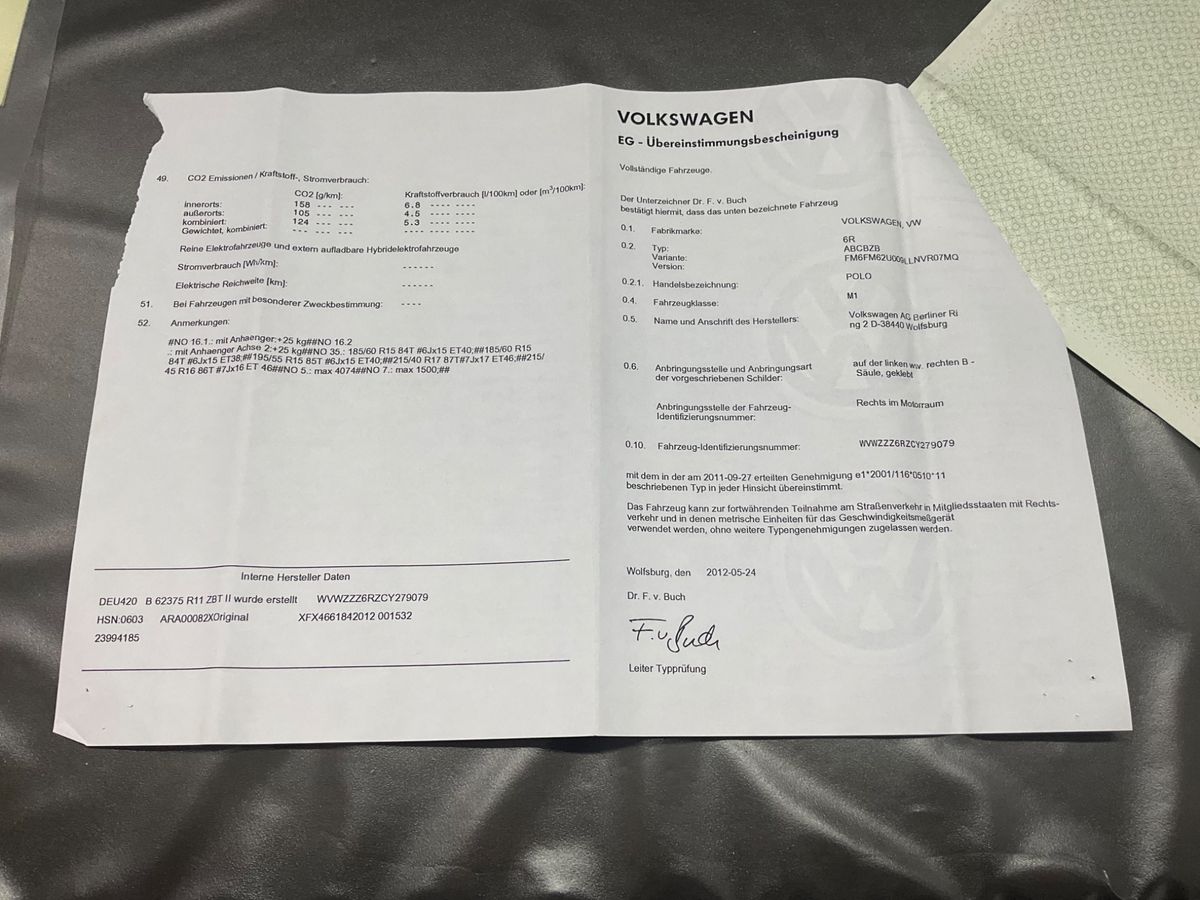 49. CO2 Emissionen / Kraftstoff-, Stromverbrauch:
CO2 [g/km]: Kraftstoffverbrauch [l/100km] oder [m³/100km]:
innerorts: 158 --- --- 6.8 ---- ----
außerorts: 105 --- --- 4.5 ---- ----
kombiniert: 124 --- --- 5.3 ---- ----
Gewichtet, kombiniert: --- --- --- ---- ---- ----
Reine Elektrofahrzeuge und extern aufladbare Hybridelektrofahrzeuge
Stromverbrauch [Wh/km]: ------
Elektrische Reichweite [km]: ------
51. Bei Fahrzeugen mit besonderer Zweckbestimmung: ----
52. Anmerkungen:
#NO 16.1.: mit Anhaenger:+25 kg##NO 16.2
.: mit Anhaenger Achse 2:+25 kg##NO 35.: 185/60 R15 84T #6Jx15 ET40;##185/60 R15
84T #6Jx15 ET38;##195/55 R15 85T #6Jx15 ET40;##215/40 R17 87T#7Jx17 ET46;##215/
45 R16 86T #7Jx16 ET 46##NO 5.: max 4074##NO 7.: max 1500;##
Interne Hersteller Daten
DEU420 B 62375 R11 ZBT II wurde erstellt WVWZZZ6RZCY279079
HSN:0603 ARA00082XOriginal XFX4661842012 001532
23994185
VOLKSWAGEN
EG - Übereinstimmungsbescheinigung
Vollständige Fahrzeuge.
Der Unterzeichner Dr. F. v. Buch
bestätigt hiermit, dass das unten bezeichnete Fahrzeug
0.1. Fabrikmarke: VOLKSWAGEN, VW
0.2. Typ: 6R
Variante: ABCBZB
Version: FM6FM62U009LLNVR07MQ
0.2.1. Handelsbezeichnung: POLO
0.4. Fahrzeugklasse: M1
0.5. Name und Anschrift des Herstellers: Volkswagen AG Berliner Ri
ng 2 D-38440 Wolfsburg
0.6. Anbringungsstelle und Anbringungsart auf der linken ww. rechten B -
der vorgeschriebenen Schilder: Säule, geklebt
Anbringungsstelle der Fahrzeug- Rechts im Motorraum
Identifizierungsnummer:
0.10. Fahrzeug-Identifizierungsnummer: WVWZZZ6RZCY279079
mit dem in der am 2011-09-27 erteilten Genehmigung e1*2001/116*0510*11
beschriebenen Typ in jeder Hinsicht übereinstimmt.
Das Fahrzeug kann zur fortwährenden Teilnahme am Straßenverkehr in Mitgliedsstaaten mit Rechts-
verkehr und in denen metrische Einheiten für das Geschwindigkeitsmeßgerät
verwendet werden, ohne weitere Typengenehmigungen zugelassen werden.
Wolfsburg, den 2012-05-24
Dr. F. v. Buch
F. v. Buch
Leiter Typprüfung